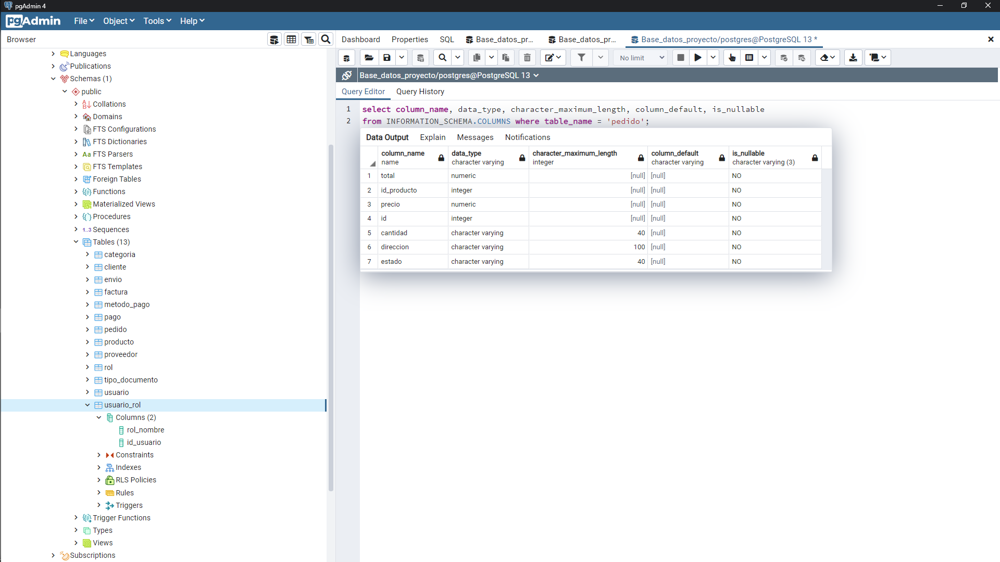 pgAdmin 4
pgAdmin File Object Tools Help
Browser
Dashboard Properties SQL Base_datos_pr... Base_datos_pr... Base_datos_proyecto/postgres@PostgreSQL 13 *
No limit
Base_datos_proyecto/postgres@PostgreSQL 13
Query Editor Query History
1 select column_name, data_type, character_maximum_length, column_default, is_nullable
2 from INFORMATION_SCHEMA.COLUMNS where table_name = 'pedido';
Data Output Explain Messages Notifications
column_name data_type character_maximum_length column_default is_nullable
name character varying integer character varying character varying (3)
1 total numeric [null] [null] NO
2 id_producto integer [null] [null] NO
3 precio numeric [null] [null] NO
4 id integer [null] [null] NO
5 cantidad character varying 40 [null] NO
6 direccion character varying 100 [null] NO
7 estado character varying 40 [null] NO
Languages
Publications
Schemas (1)
public
Collations
Domains
FTS Configurations
FTS Dictionaries
Aa FTS Parsers
FTS Templates
Foreign Tables
Functions
Materialized Views
Procedures
1..3 Sequences
Tables (13)
categoria
cliente
envio
factura
metodo_pago
pago
pedido
producto
proveedor
rol
tipo_documento
usuario
usuario_rol
Columns (2)
rol_nombre
id_usuario
Constraints
Indexes
RLS Policies
Rules
Triggers
Trigger Functions
Types
Views
Subscriptions